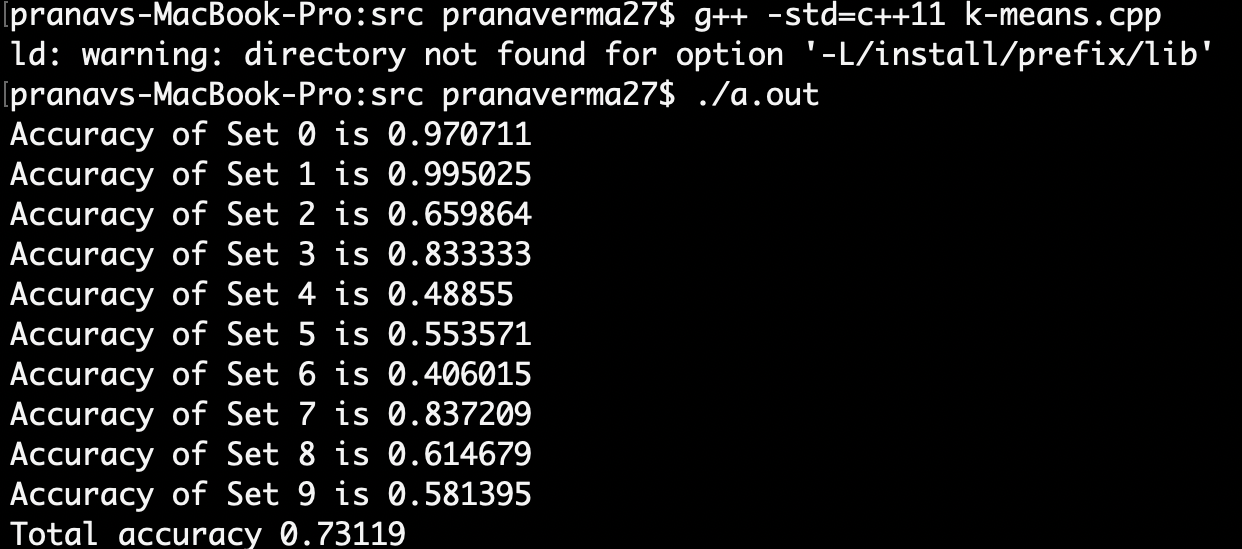 [pranavs-MacBook-Pro:src pranaverma27$ g++ -std=c++11 k-means.cpp
ld: warning: directory not found for option '-L/install/prefix/lib'
[pranavs-MacBook-Pro:src pranaverma27$ ./a.out
Accuracy of Set 0 is 0.970711
Accuracy of Set 1 is 0.995025
Accuracy of Set 2 is 0.659864
Accuracy of Set 3 is 0.833333
Accuracy of Set 4 is 0.48855
Accuracy of Set 5 is 0.553571
Accuracy of Set 6 is 0.406015
Accuracy of Set 7 is 0.837209
Accuracy of Set 8 is 0.614679
Accuracy of Set 9 is 0.581395
Total accuracy 0.73119